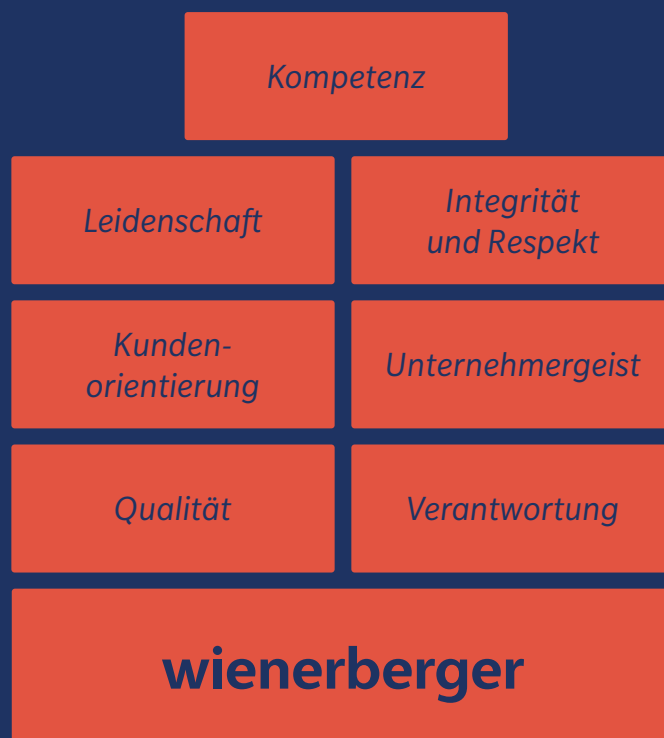 Kompetenz
Leidenschaft
Integrität
und Respekt
Kunden-
orientierung
Unternehmergeist
Qualität
Verantwortung
wienerberger